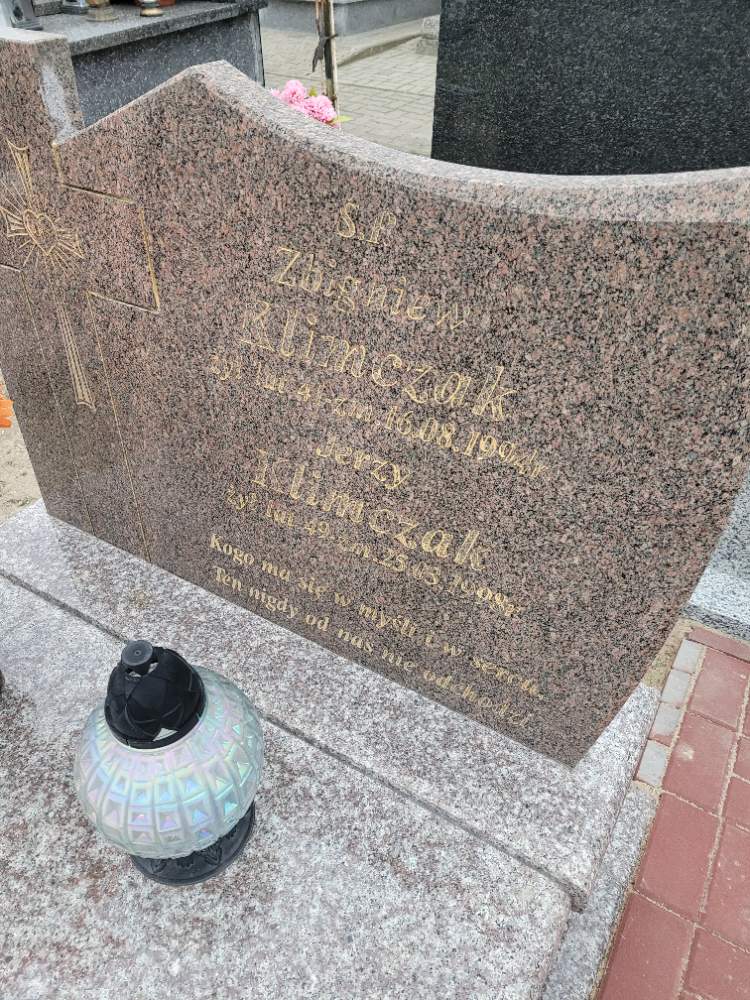 Ś.P
Zbigniew
Klimczak
żył lat 41 zm. 16.08.1994r.
Jerzy
Klimczak
żył lat 49 zm. 25.05.1998r.
Kogo ma się w myśli i w sercu.
Ten nigdy od nas nie odchodzi.